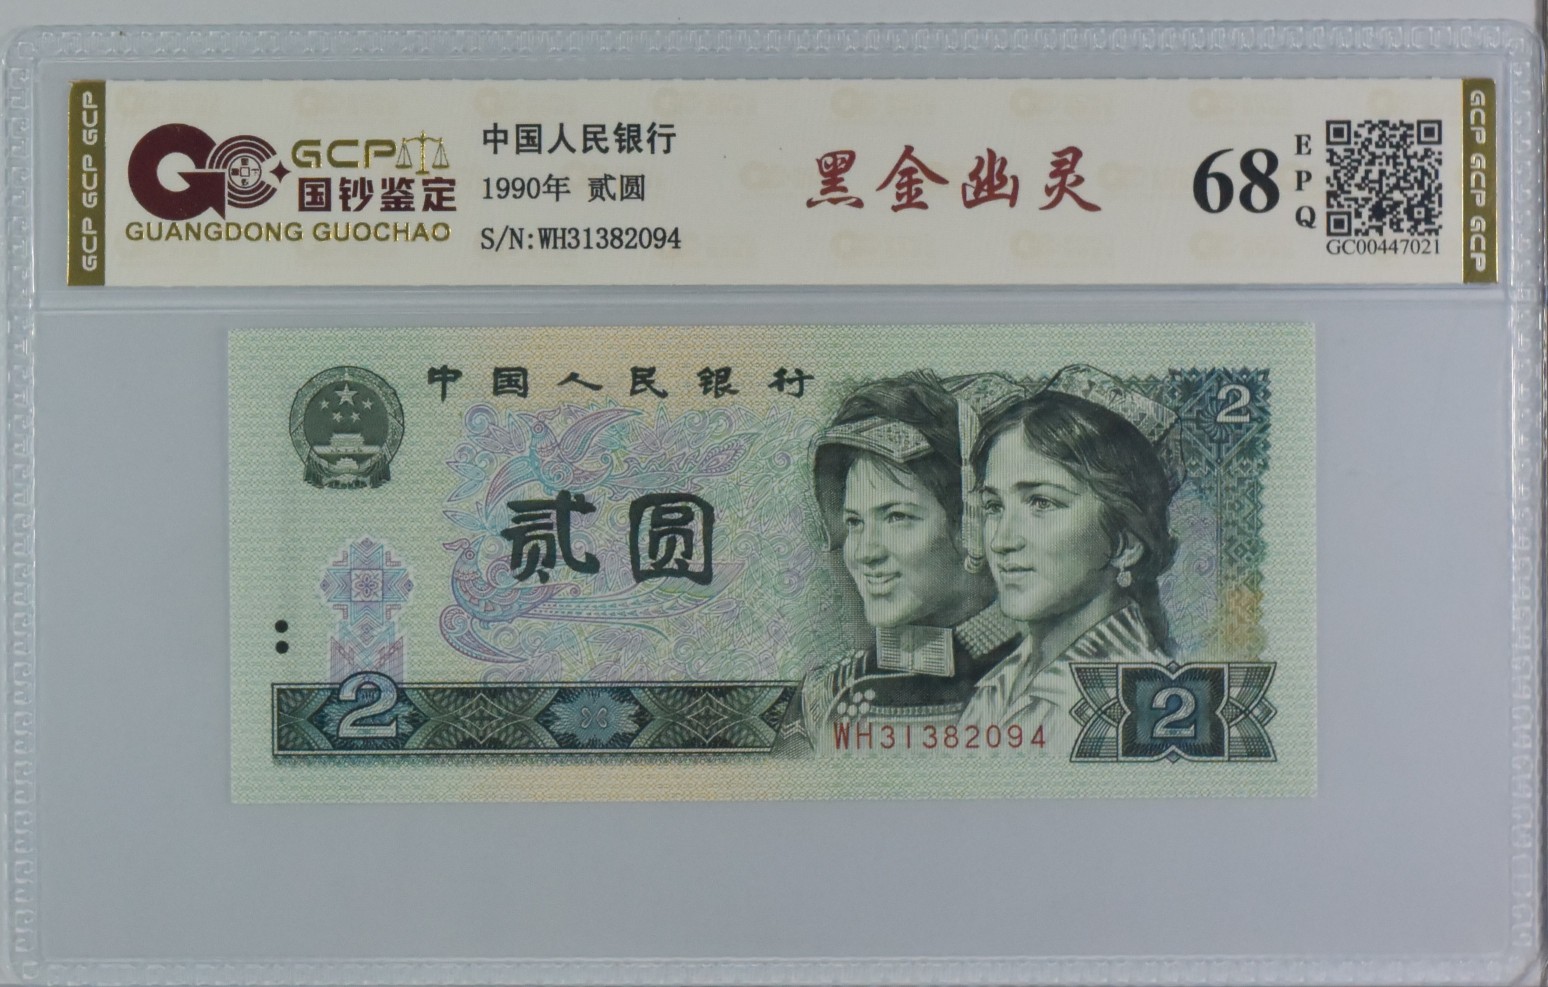 GCP GCP GCP
GCP
国钞鉴定
GUANGDONG GUOCHAO
中国人民银行
1990年 贰圆
S/N:WH31382094
黑金幽灵
68
EPQ
GC00447021
GCP GCP GCP
中国人民银行
2
贰圆
2
WH31382094
2